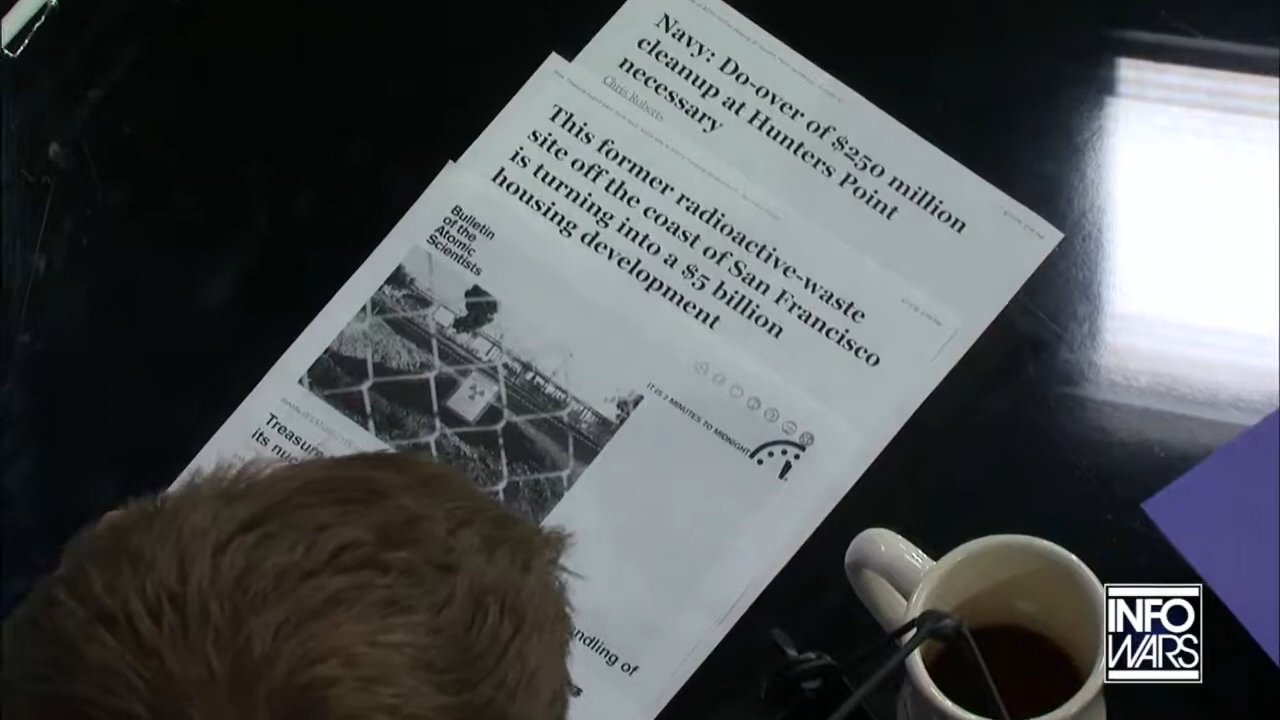 Navy: Do-over of $250 million
cleanup at Hunters Point
necessary
Chris Roberts
This former radioactive-waste
site off the coast of San Francisco
is turning into a $5 billion
housing development
Bulletin
of the
Atomic
Scientists
IT IS 2 MINUTES TO MIDNIGHT
Treasure
its nuc
ndling of
INFO
WARS